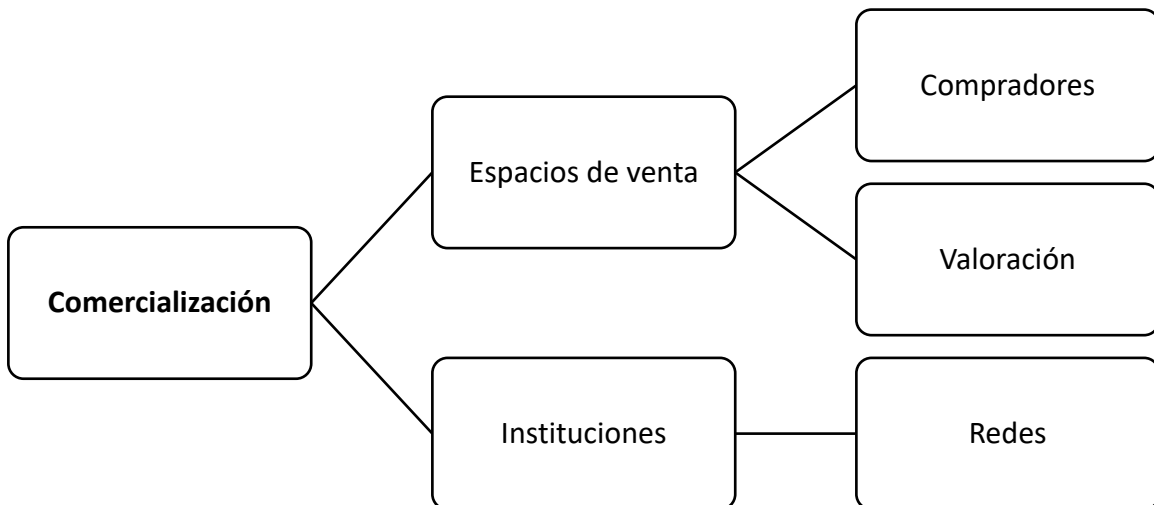 Comercialización
Espacios de venta
Compradores
Valoración
Instituciones
Redes